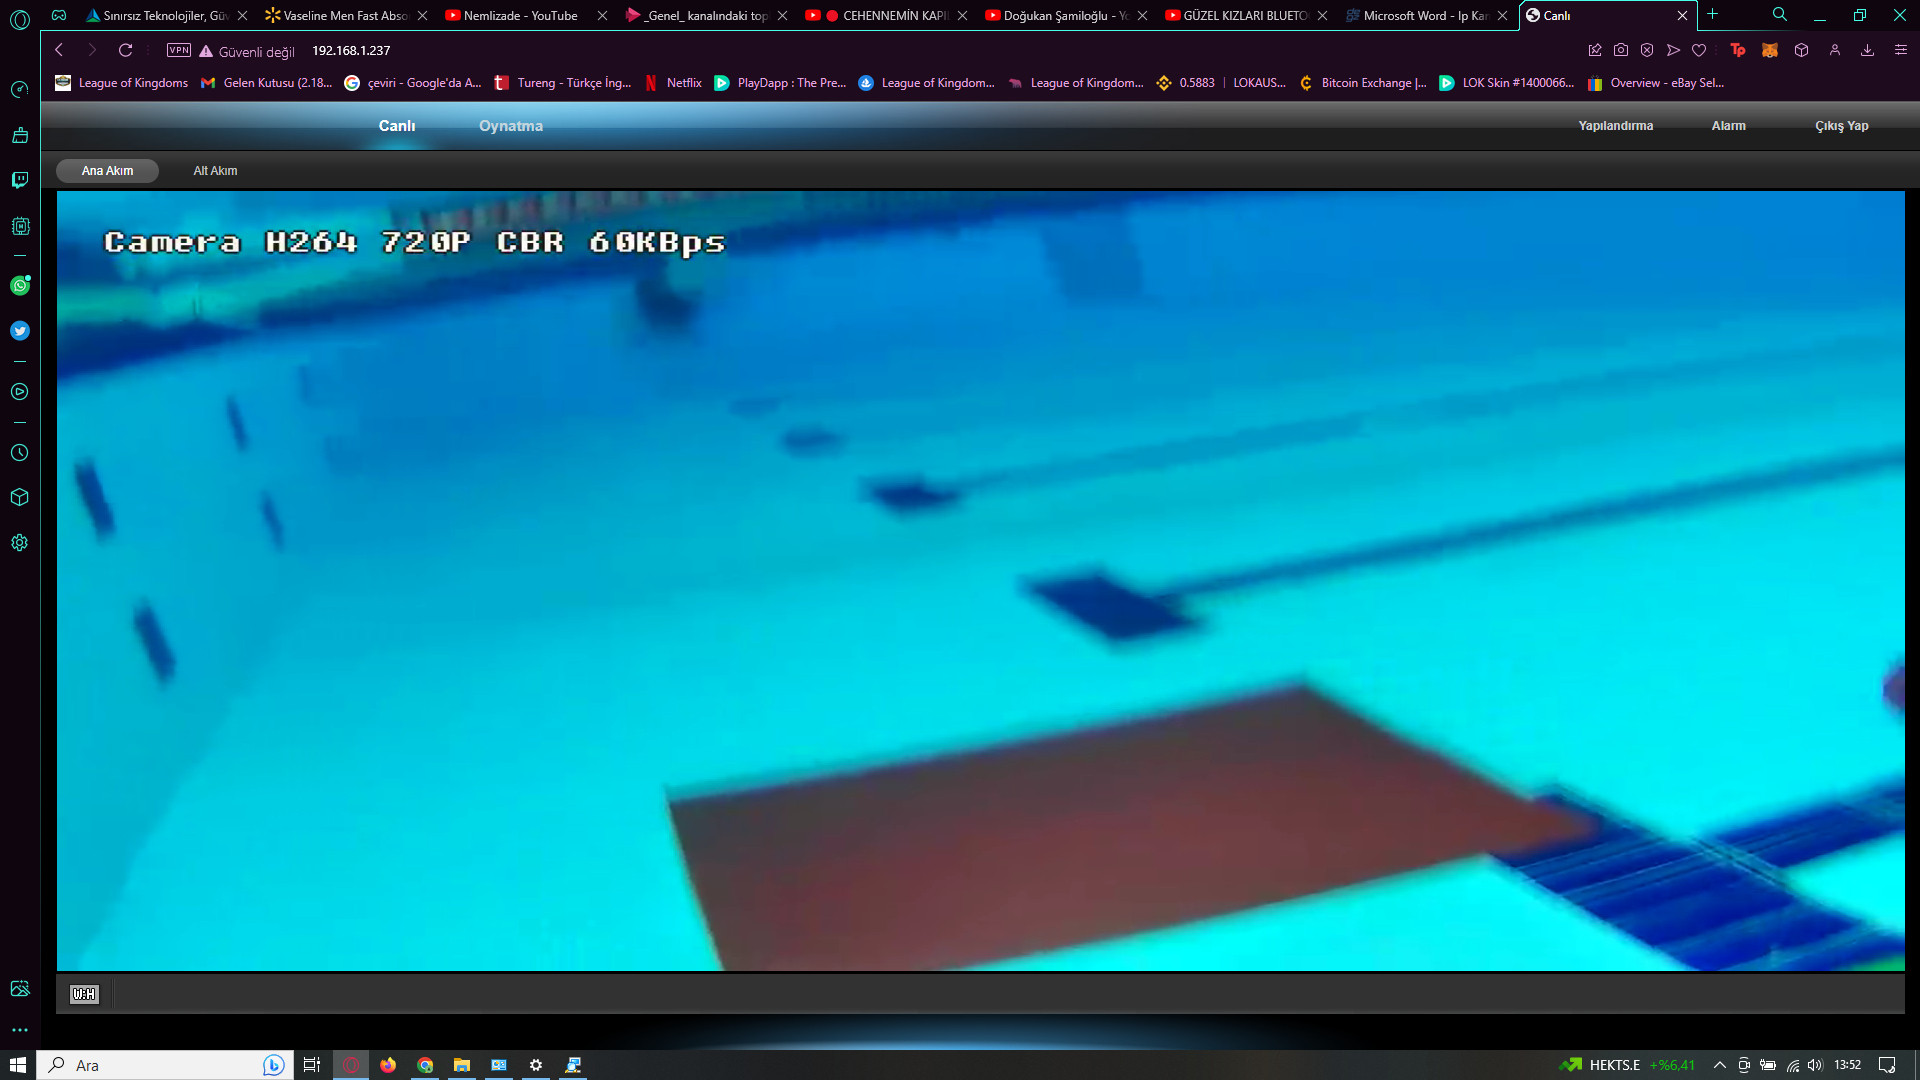 Sınırsız Teknolojiler, Güv
Vaseline Men Fast Abso
Nemlizade - YouTube
_Genel_ kanalındaki top
CEHENNEMİN KAPI
Doğukan Şamiloğlu - Yo
GÜZEL KIZLARI BLUETO
Microsoft Word - Ip Kar
Canlı
VPN
Güvenli değil
192.168.1.237
League of Kingdoms
Gelen Kutusu (2.18...
çeviri - Google'da A...
Tureng - Türkçe İng...
Netflix
PlayDapp : The Pre...
League of Kingdom...
League of Kingdom...
0.5883 | LOKAUS...
Bitcoin Exchange |...
LOK Skin #1400066...
Overview - eBay Sel...
Canlı
Oynatma
Yapılandırma
Alarm
Çıkış Yap
Ana Akım
Alt Akım
Camera H264 720P CBR 60KBps
W:H
Ara
HEKTS.E +%6,41
13:52